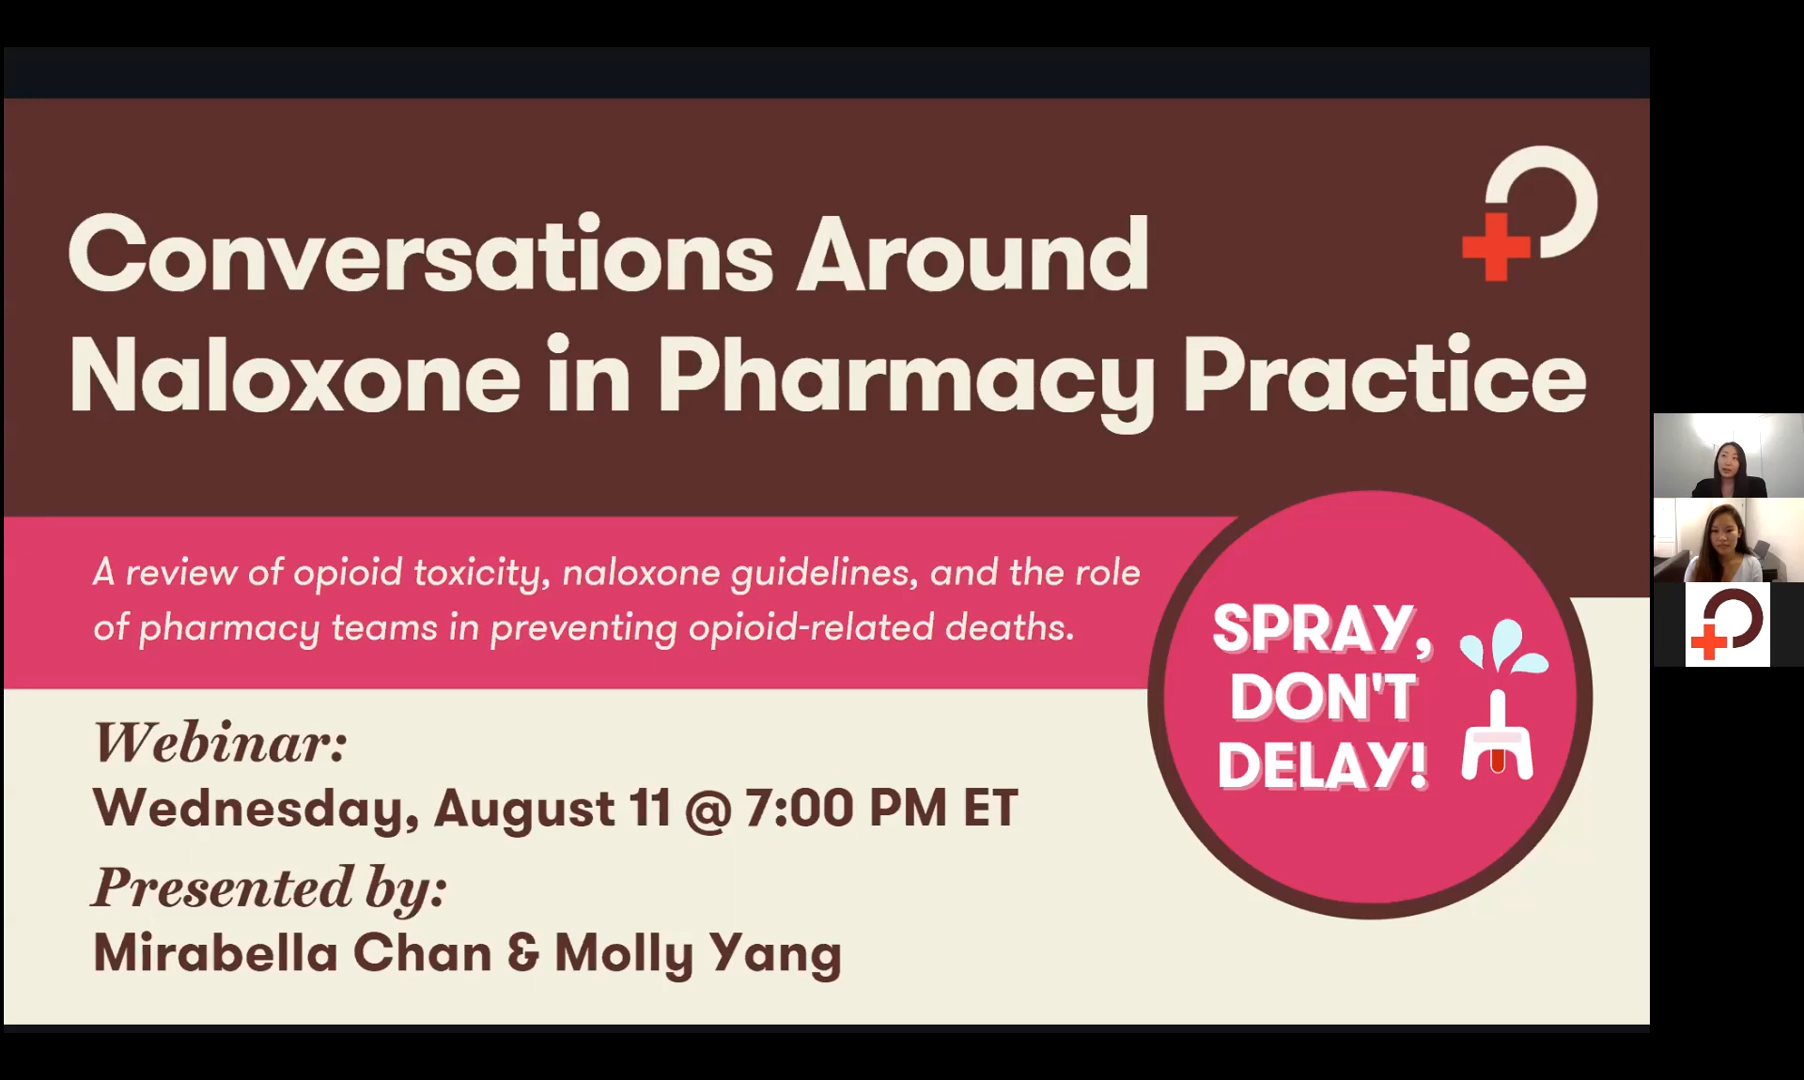 Conversations Around
Naloxone in Pharmacy Practice
A review of opioid toxicity, naloxone guidelines, and the role
of pharmacy teams in preventing opioid-related deaths.
SPRAY,
DON'T
DELAY!
Webinar:
Wednesday, August 11 @ 7:00 PM ET
Presented by:
Mirabella Chan & Molly Yang